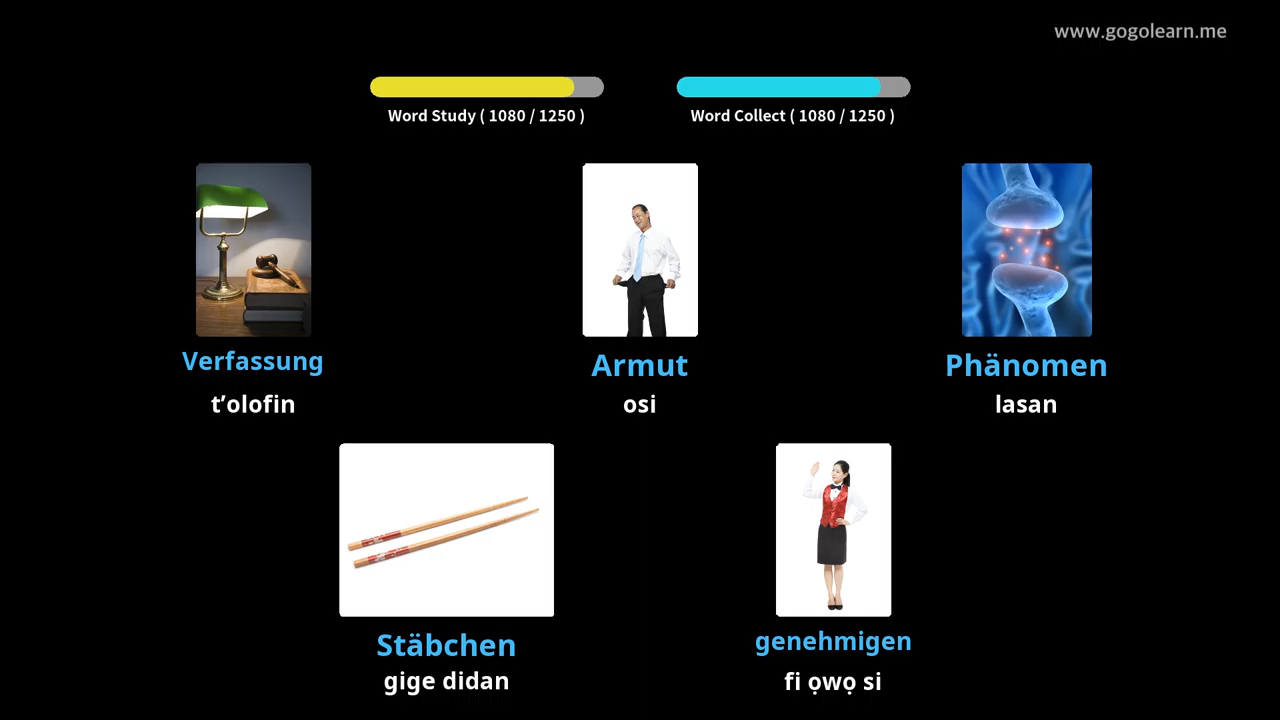 www.gogolearn.me
Word Study ( 1080 / 1250 )
Word Collect ( 1080 / 1250 )
Verfassung
Armut
Phänomen
t’olofin
osi
lasan
Stäbchen
genehmigen
gige didan
fi ọwọ si